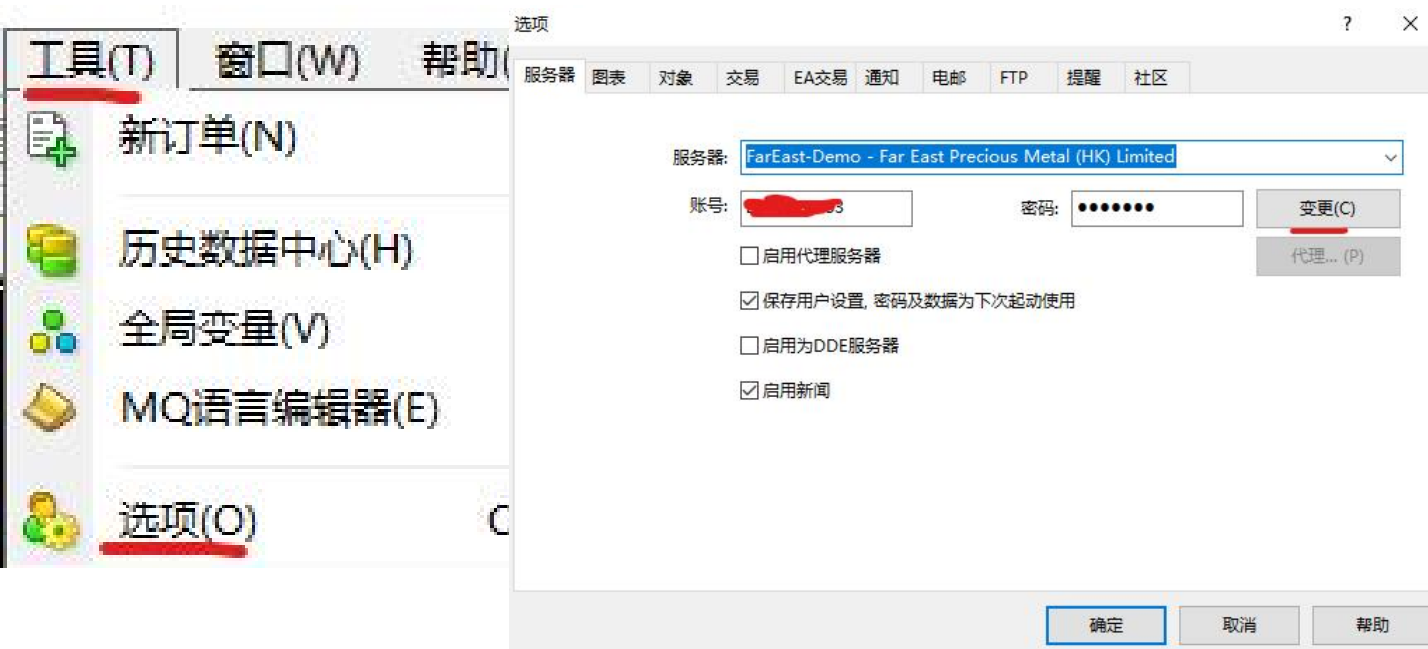 工具(T) 窗口(W) 帮助(
新订单(N)
历史数据中心(H)
全局变量(V)
MQ语言编辑器(E)
选项(O) C
选项 ? ×
服务器 图表 对象 交易 EA交易 通知 电邮 FTP 提醒 社区
服务器: FarEast-Demo - Far East Precious Metal (HK) Limited
账号: 密码: ●●●●●●● 变更(C)
启用代理服务器 代理... (P)
保存用户设置, 密码及数据为下次起动使用
启用为DDE服务器
启用新闻
确定 取消 帮助